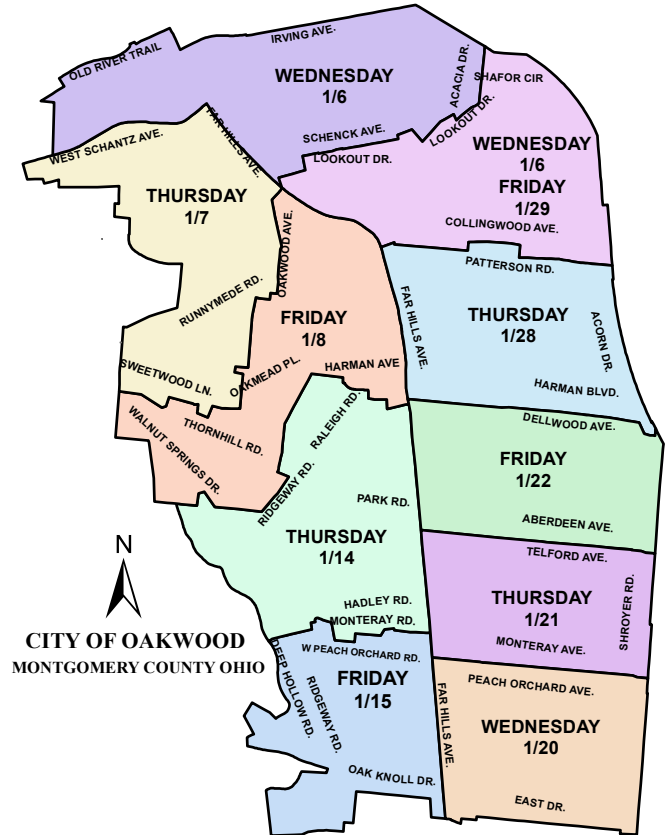 IRVING AVE.
OLD RIVER TRAIL
WEDNESDAY
1/6
ACACIA DR.
SHAFOR CIR
LOOKOUT DR.
SCHENCK AVE.
LOOKOUT DR.
FAR HILLS AVE.
WEST SCHANTZ AVE.
WEDNESDAY
1/6
FRIDAY
1/29
COLLINGWOOD AVE.
THURSDAY
1/7
OAKWOOD AVE.
RUNNYMEDE RD.
SWEETWOOD LN.
PATTERSON RD.
THURSDAY
1/28
FAR HILLS AVE.
ACORN DR.
HARMAN BLVD.
FRIDAY
1/8
OAKMEAD PL.
HARMAN AVE
THORNHILL RD.
WALNUT SPRINGS DR.
RALEIGH RD.
RIDGEWAY RD.
PARK RD.
THURSDAY
1/14
HADLEY RD.
MONTERAY RD.
DELLWOOD AVE.
FRIDAY
1/22
ABERDEEN AVE.
TELFORD AVE.
THURSDAY
1/21
SHROYER RD.
MONTERAY AVE.
N
CITY OF OAKWOOD
MONTGOMERY COUNTY OHIO
W PEACH ORCHARD RD.
DEEP HOLLOW RD.
RIDGEWAY RD.
FRIDAY
1/15
OAK KNOLL DR.
FAR HILLS AVE.
PEACH ORCHARD AVE.
WEDNESDAY
1/20
EAST DR.